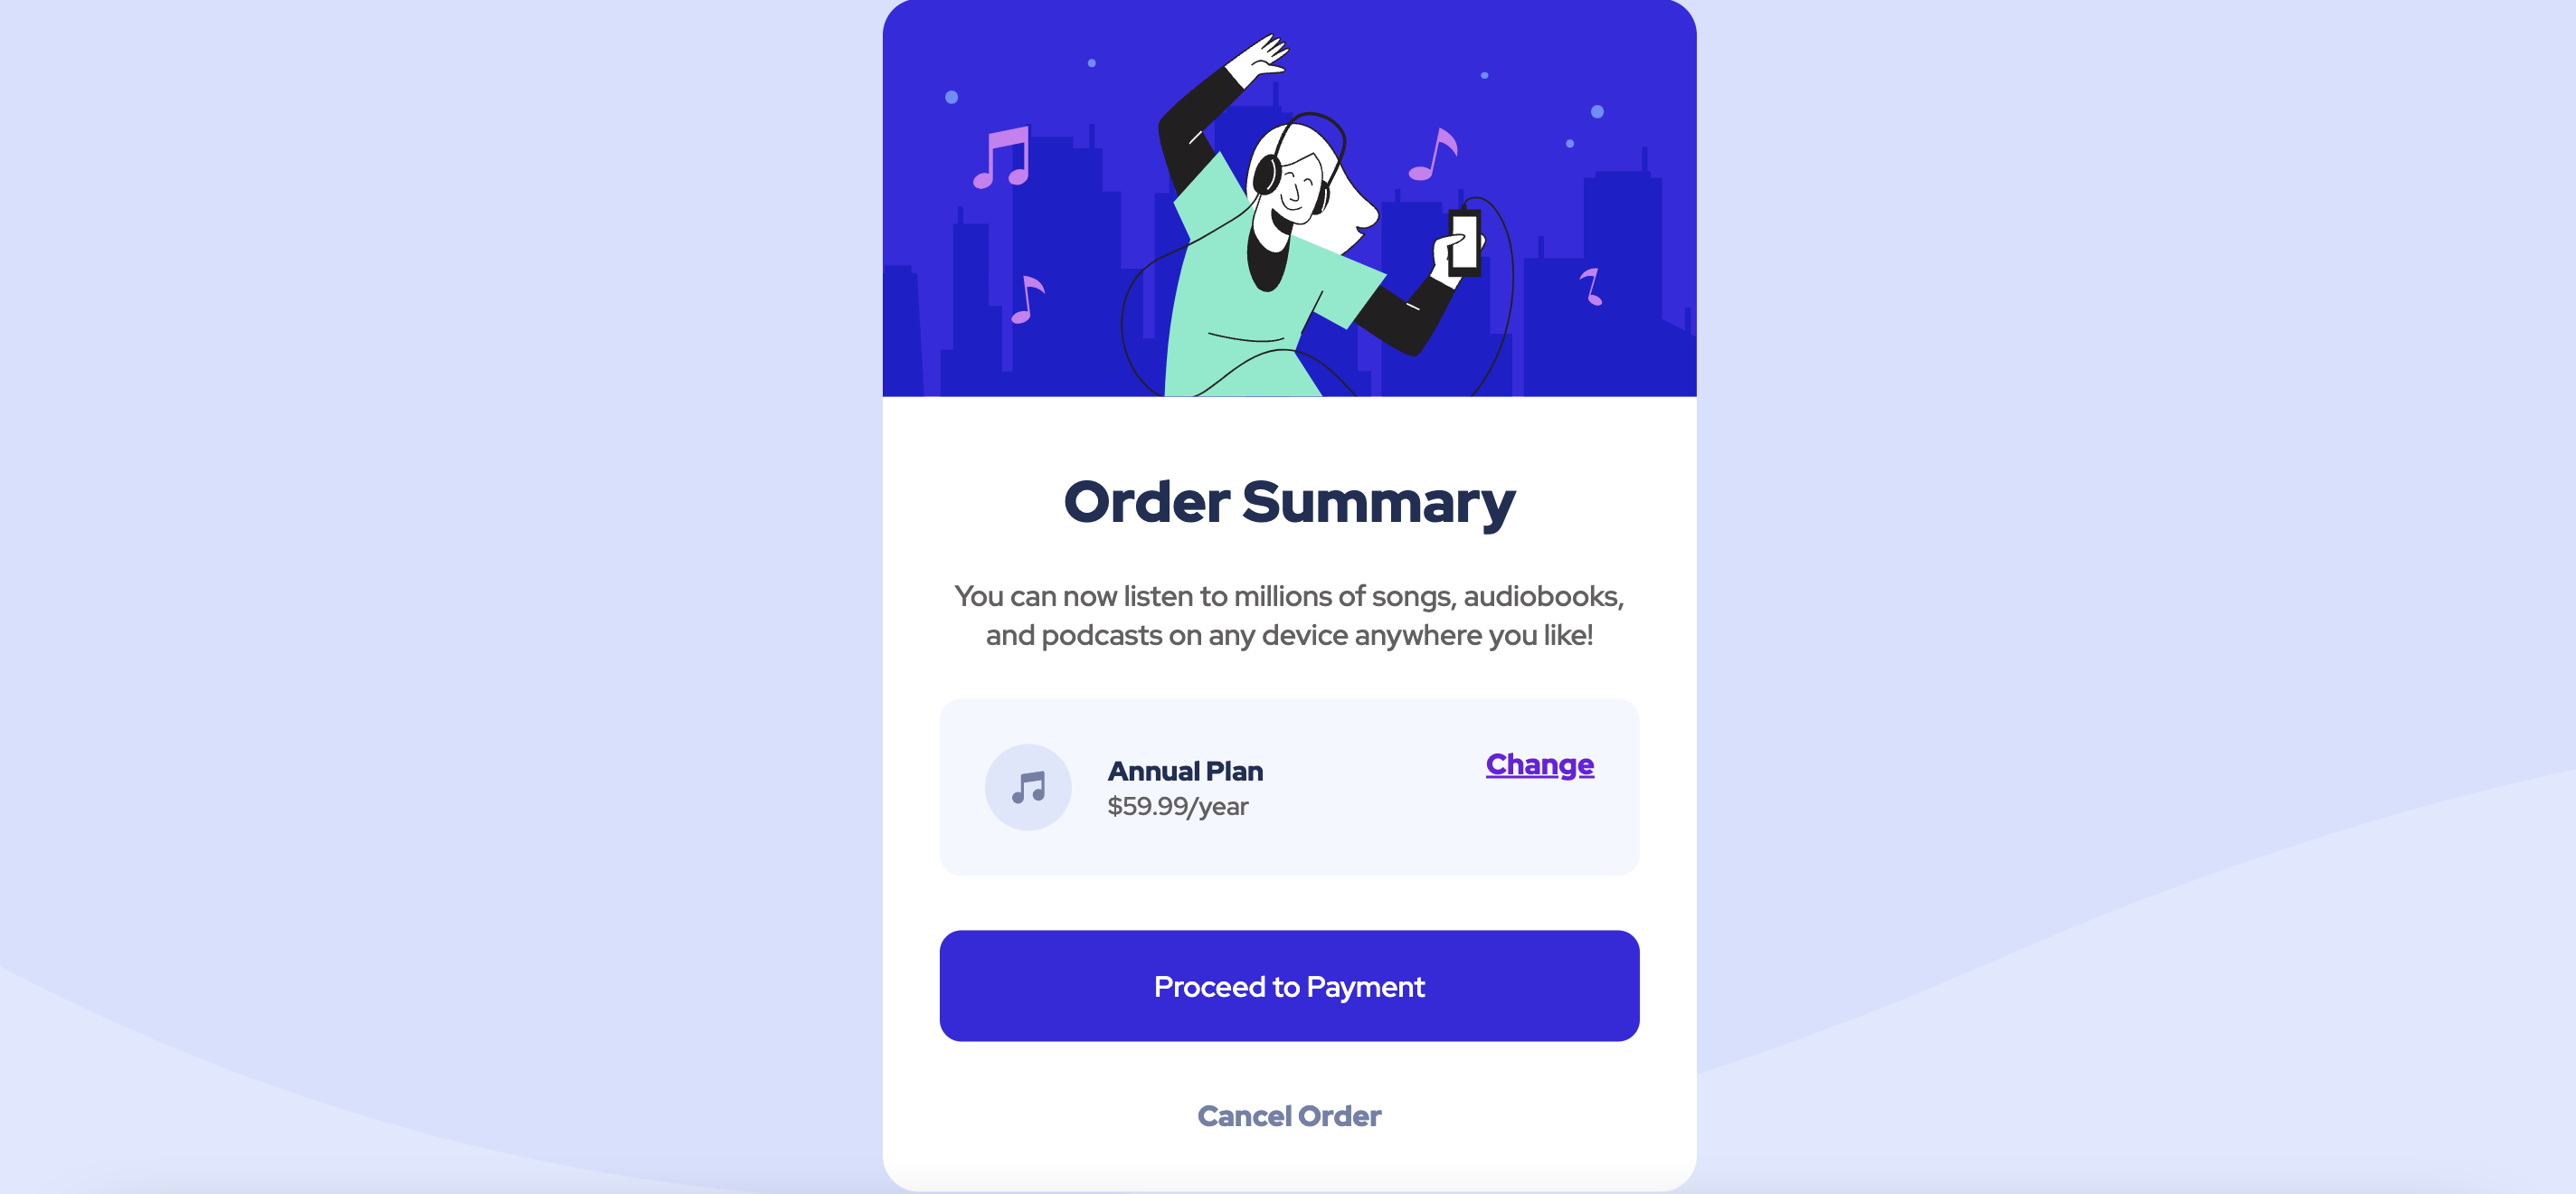 Order Summary
You can now listen to millions of songs, audiobooks,
and podcasts on any device anywhere you like!
Annual Plan
Change
$59.99/year
Proceed to Payment
Cancel Order